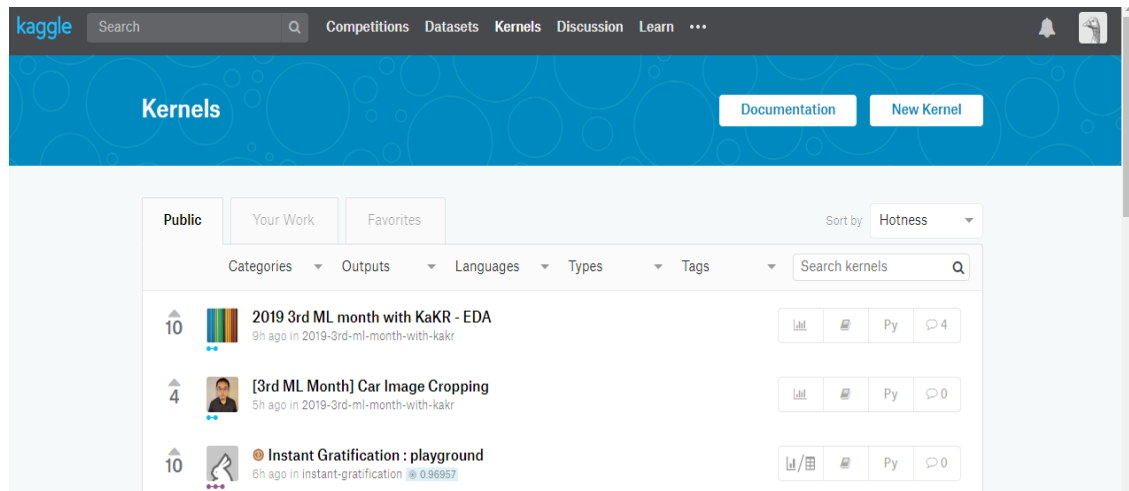 kaggle Search Competitions Datasets Kernels Discussion Learn •••
Kernels Documentation New Kernel
Public Your Work Favorites Sort by Hotness
Categories Outputs Languages Types Tags Search kernels
10 2019 3rd ML month with KaKR - EDA
9h ago in 2019-3rd-ml-month-with-kakr
Py 4
4 [3rd ML Month] Car Image Cropping
5h ago in 2019-3rd-ml-month-with-kakr
Py 0
10 Instant Gratification : playground
6h ago in instant-gratification 0.96957
Py 0